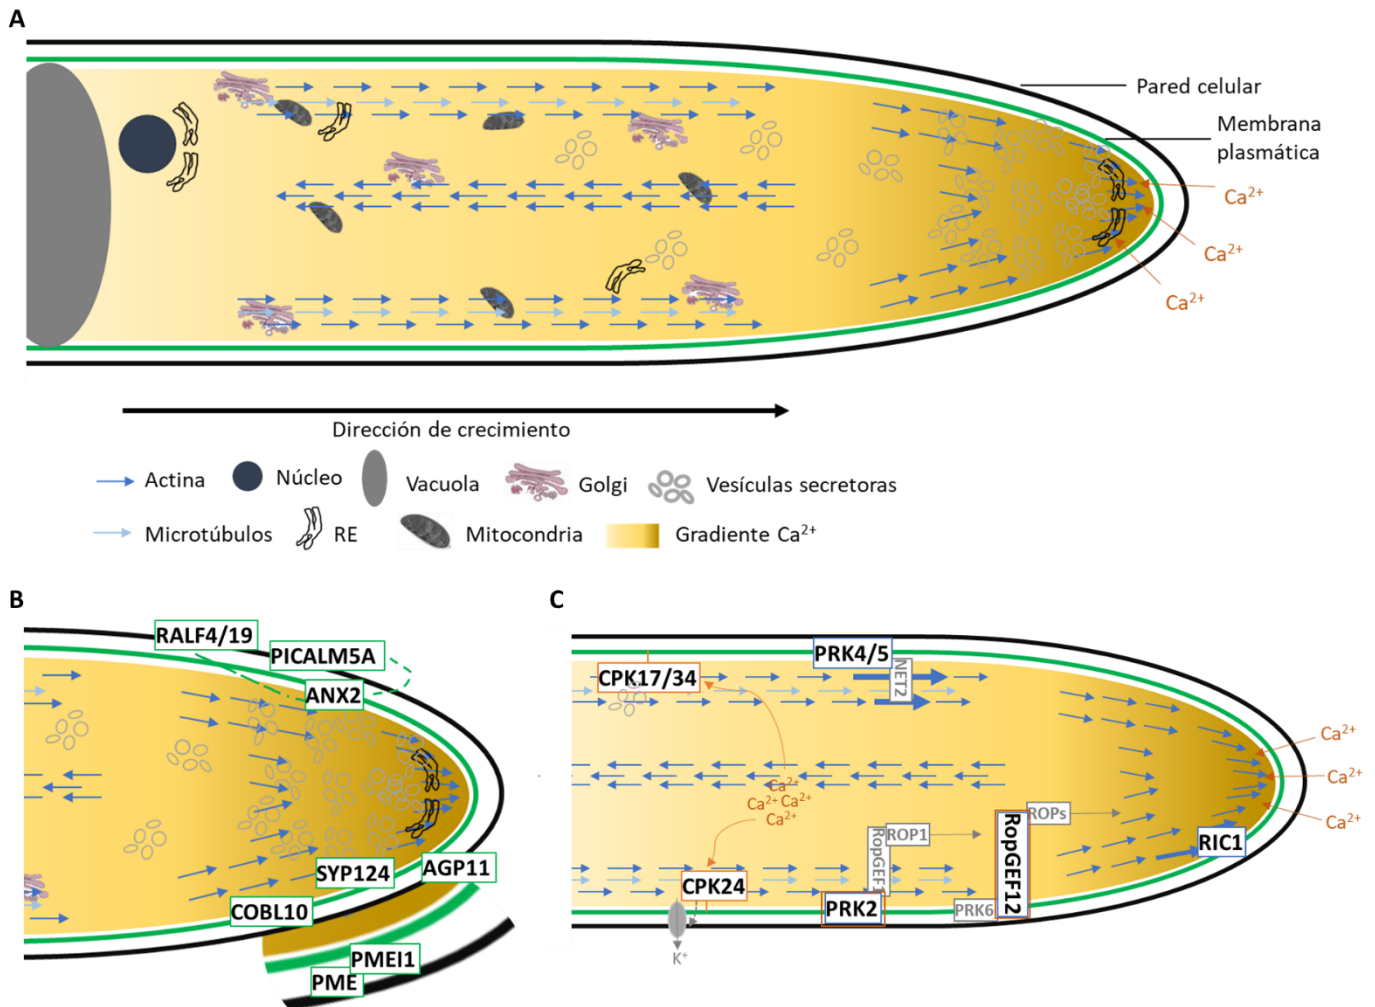 A
Pared celular
Membrana
plasmática
Ca2+
Ca2+
Ca2+
Dirección de crecimiento
Actina
Núcleo
Vacuola
Golgi
Vesículas secretoras
Microtúbulos
RE
Mitocondria
Gradiente Ca²⁺
B
RALF4/19
PICALM5A
ANX2
SYP124
AGP11
COBL10
PMEI1
PME
C
PRK4/5
NET2
CPK17/34
Ca²⁺
Ca²⁺
Ca²⁺
Ca²⁺
Ca²⁺ Ca²⁺
Ca²⁺
ROPs
ROP1
RopGEF1
RopGEF12
RIC1
CPK24
PRK2
PRK6
K⁺